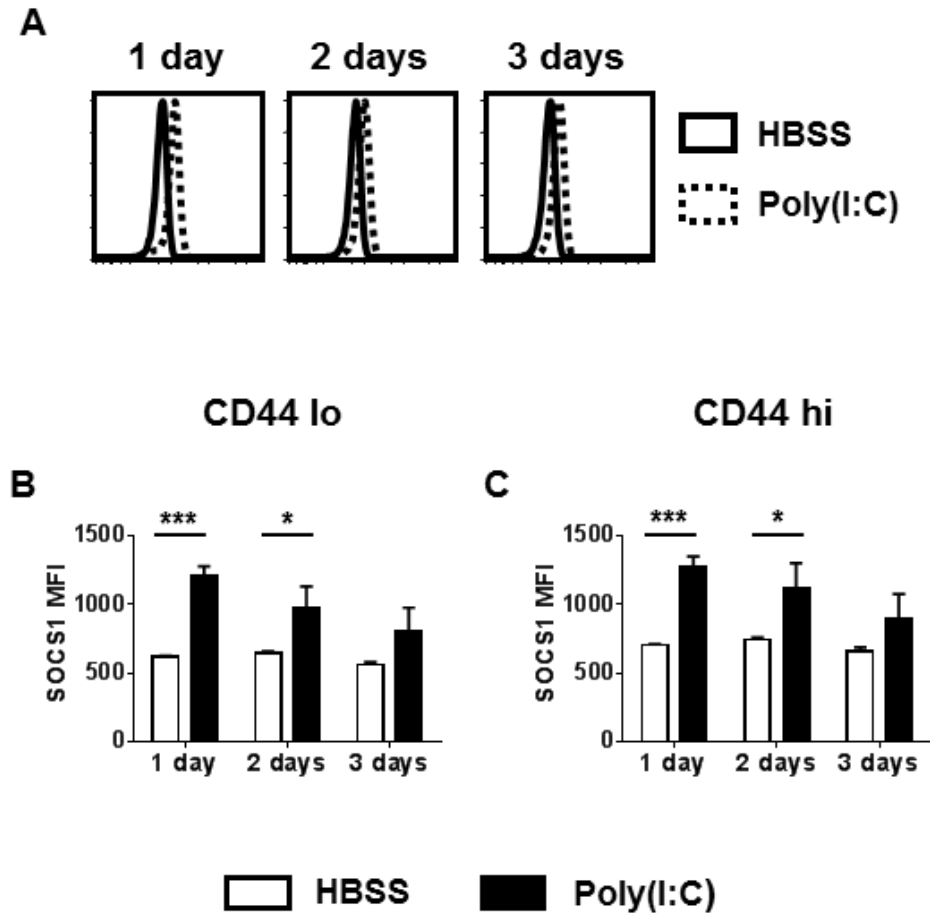 A
1 day
2 days
3 days
HBSS
Poly(I:C)
CD44 lo
CD44 hi
B
***
*
SOCS1 MFI
1500
1000
500
0
1 day
2 days
3 days
C
***
*
SOCS1 MFI
1500
1000
500
0
1 day
2 days
3 days
HBSS
Poly(I:C)